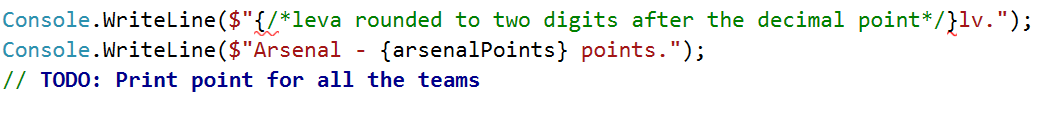 Console.WriteLine($"{/*leva rounded to two digits after the decimal point*/}lv.");
Console.WriteLine($"Arsenal - {arsenalPoints} points.");
// TODO: Print point for all the teams